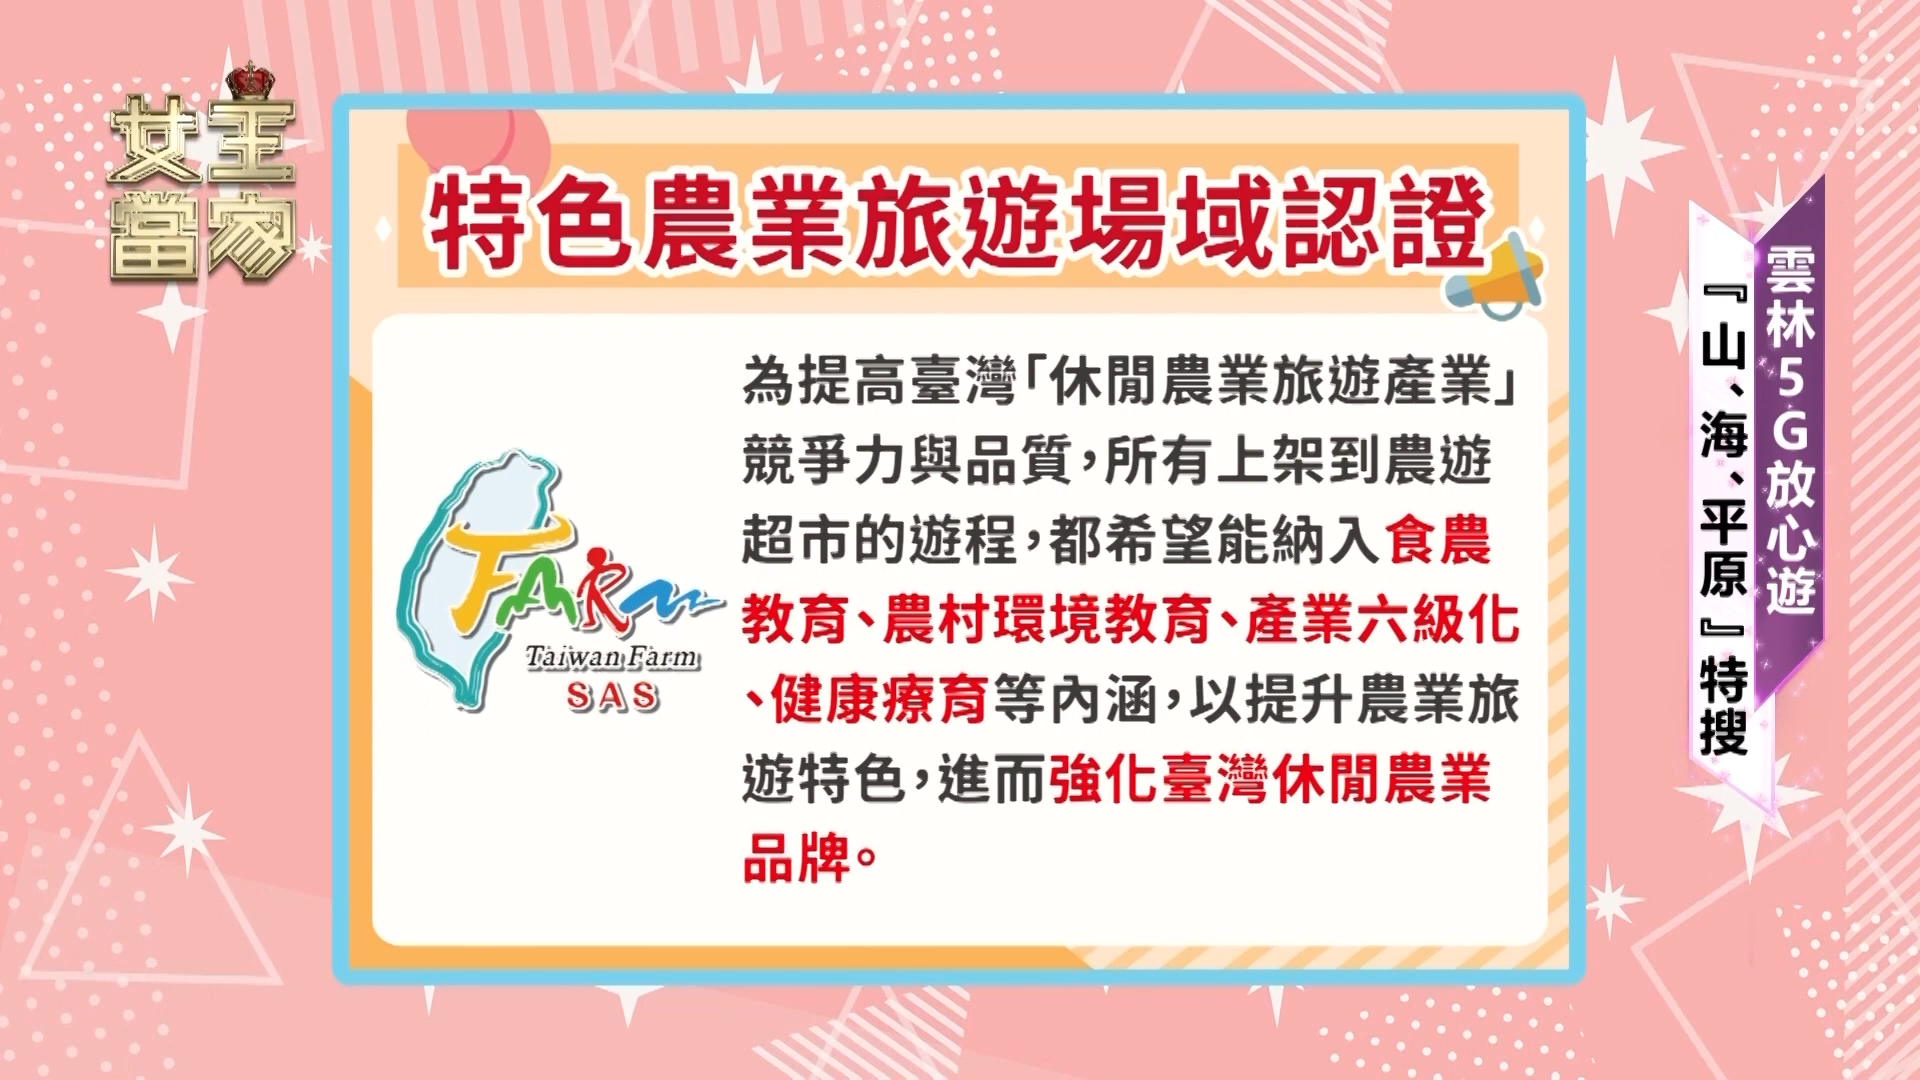 女王
當家
特色農業旅遊場域認證
為提高臺灣「休閒農業旅遊產業」
競爭力與品質，所有上架到農遊
超市的遊程，都希望能納入食農
教育、農村環境教育、產業六級化
、健康療育等內涵，以提升農業旅
遊特色，進而強化臺灣休閒農業
品牌。
FARM
Taiwan Farm
SAS
雲林5G放心遊
『山、海、平原』特搜